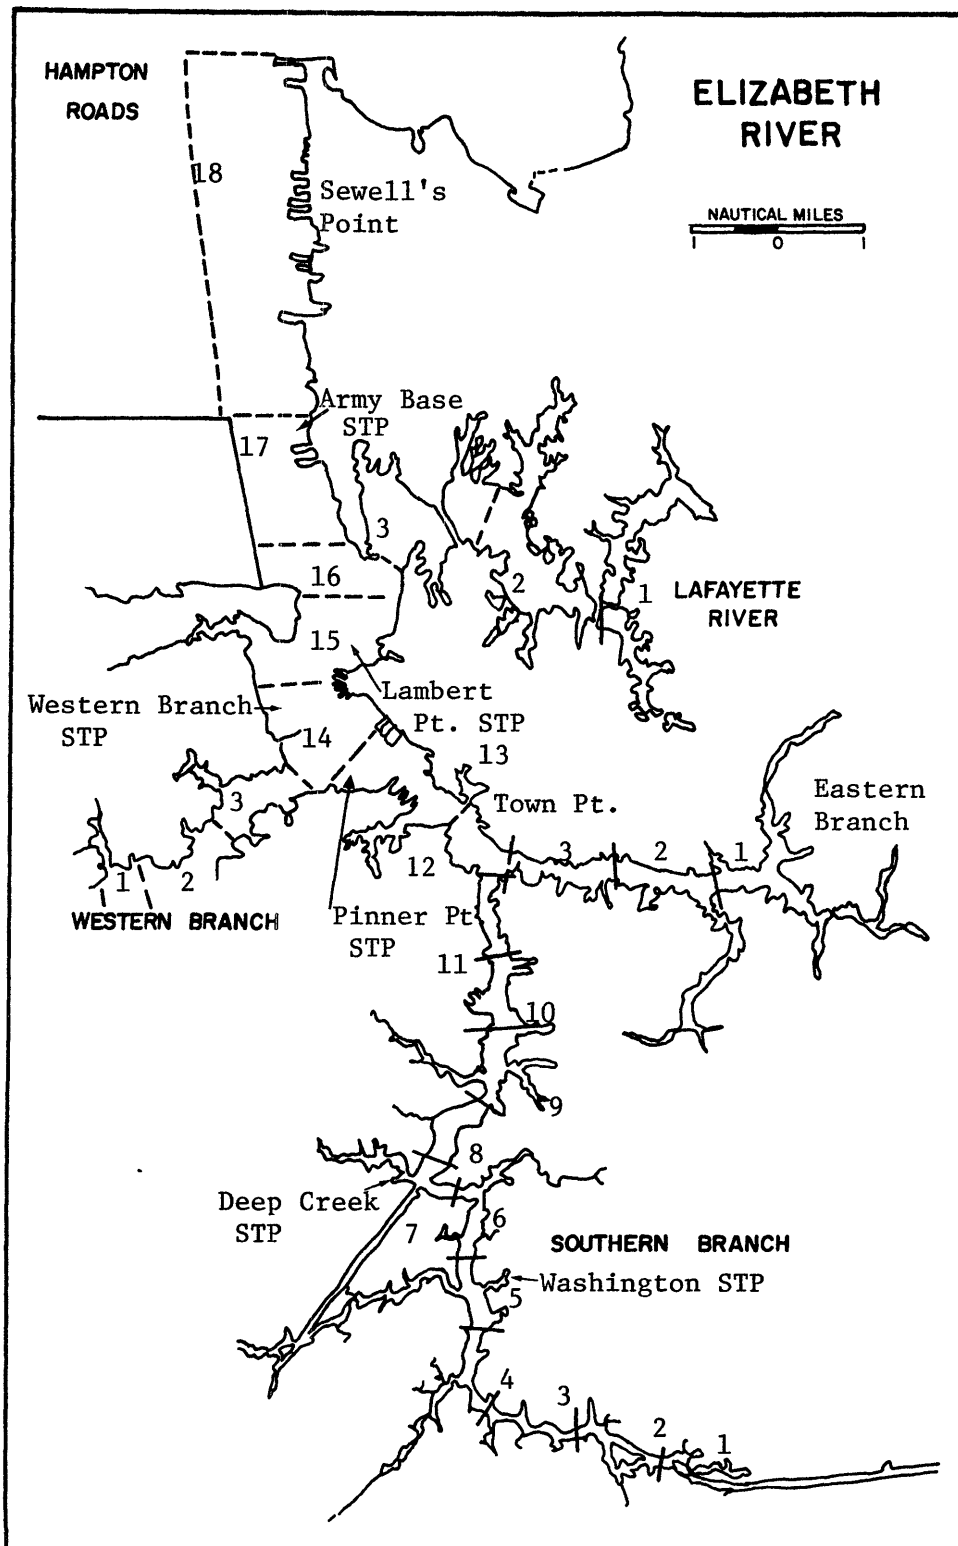 HAMPTON
ROADS
ELIZABETH
RIVER
NAUTICAL MILES
1 0 1
18
Sewell's
Point
Army Base
STP
17
3
16
2
1
LAFAYETTE
RIVER
15
Lambert
Pt. STP
Western Branch
STP
14
13
3
Town Pt.
Eastern
Branch
3
2
1
12
1
2
WESTERN BRANCH
Pinner Pt
STP
11
10
9
8
Deep Creek
STP
7
6
SOUTHERN BRANCH
Washington STP
5
4
3
2
1